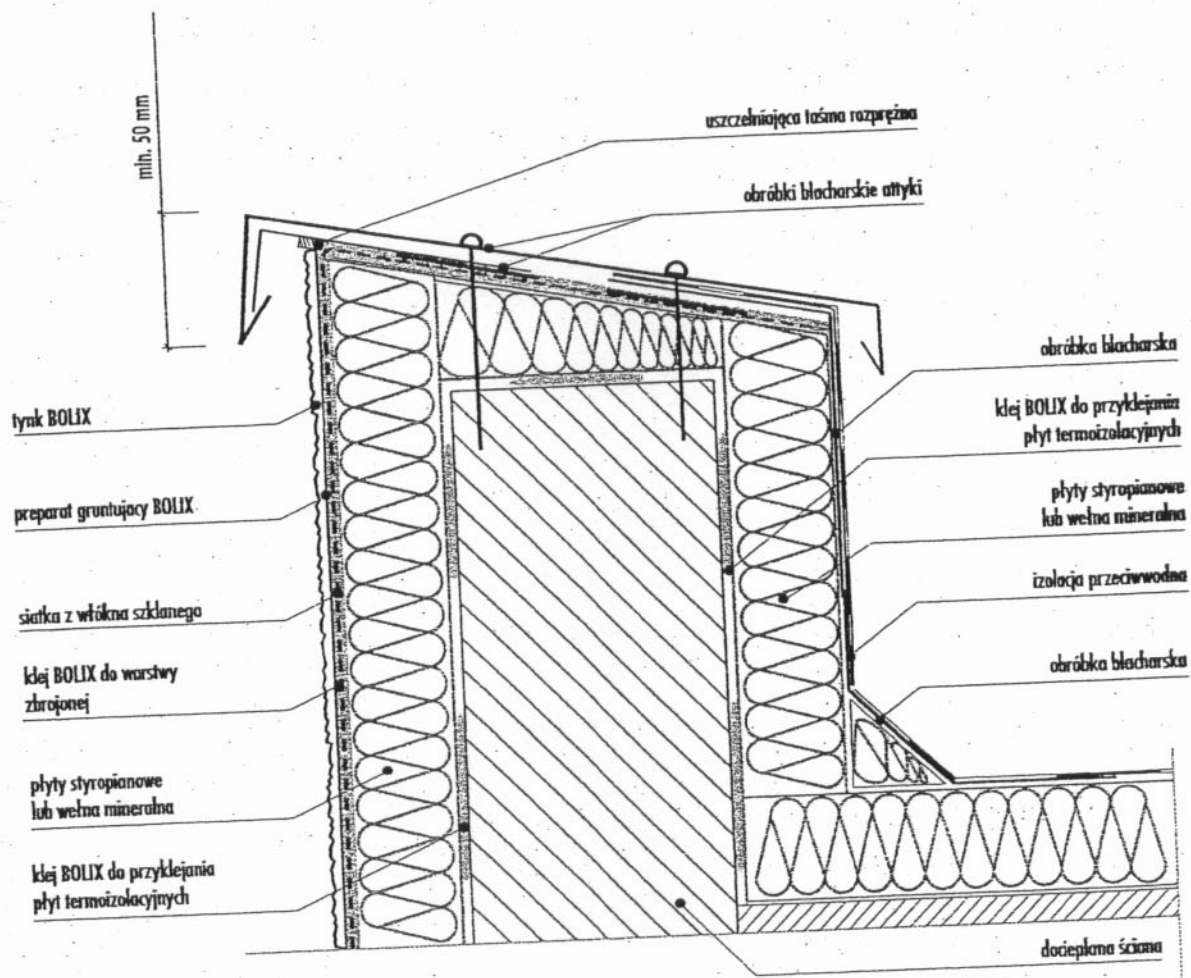 min. 50 mm
uszczelniająca taśma rozprężna
obróbki blacharskie attyki
tynk BOLIX
preparat gruntujący BOLIX
siatka z włókna szklanego
klej BOLIX do warstwy
zbrojonej
płyty styropianowe
lub wełna mineralna
klej BOLIX do przyklejania
płyt termoizolacyjnych
obróbka blacharska
klej BOLIX do przyklejania
płyt termoizolacyjnych
płyty styropianowe
lub wełna mineralna
izolacja przeciwwodna
obróbka blacharska
docieplana ściana